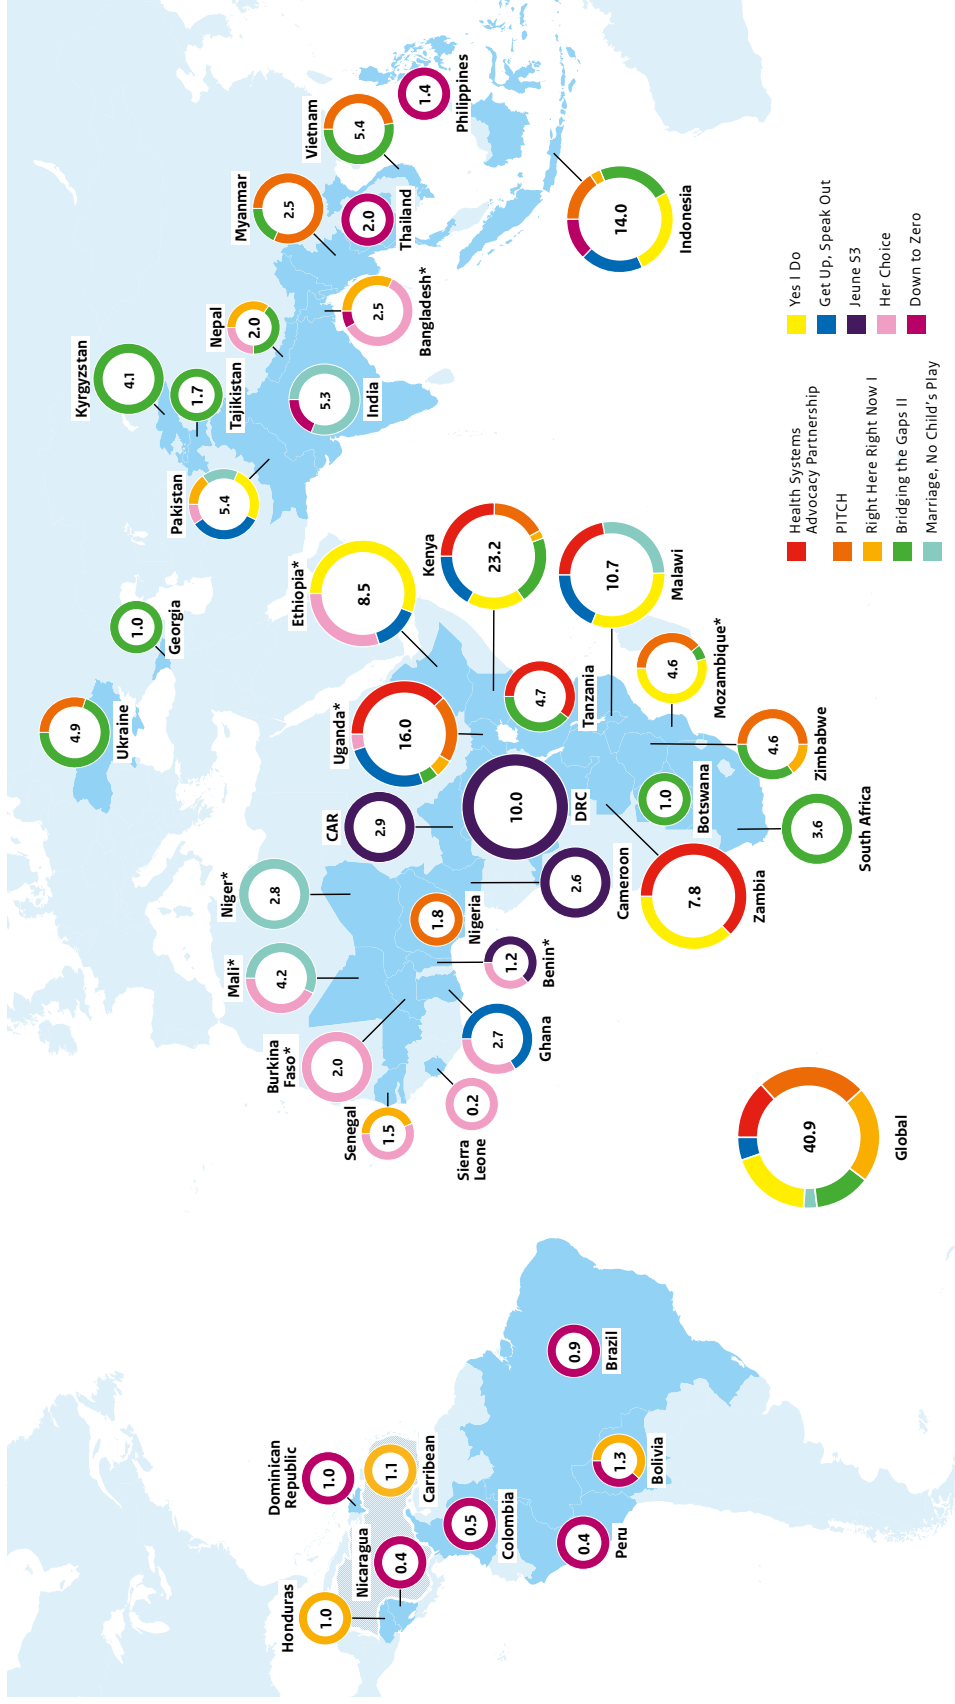 Honduras
1.0
Nicaragua
0.4
Dominican
Republic
1.0
1.1
Carribean
0.5
Colombia
0.4
Peru
1.3
Bolivia
0.9
Brazil
40.9
Global
Senegal
1.5
Sierra
Leone
0.2
Burkina
Faso*
2.0
Mali*
4.2
Niger*
2.8
2.7
Ghana
1.2
Benin*
1.8
Nigeria
2.6
Cameroon
CAR
2.9
10.0
DRC
Uganda*
16.0
Ethiopia*
8.5
Kenya
23.2
4.7
Tanzania
10.7
Malawi
4.6
Mozambique*
4.6
Zimbabwe
1.0
Botswana
3.6
South Africa
7.8
Zambia
4.9
Ukraine
1.0
Georgia
Pakistan
5.4
Kyrgyzstan
4.1
1.7
Tajikistan
Nepal
2.0
5.3
India
2.5
Bangladesh*
Myanmar
2.5
2.0
Thailand
Vietnam
5.4
1.4
Philippines
14.0
Indonesia
Health Systems
Advocacy Partnership
PITCH
Right Here Right Now I
Bridging the Gaps II
Marriage, No Child's Play
Yes I Do
Get Up, Speak Out
Jeune S3
Her Choice
Down to Zero